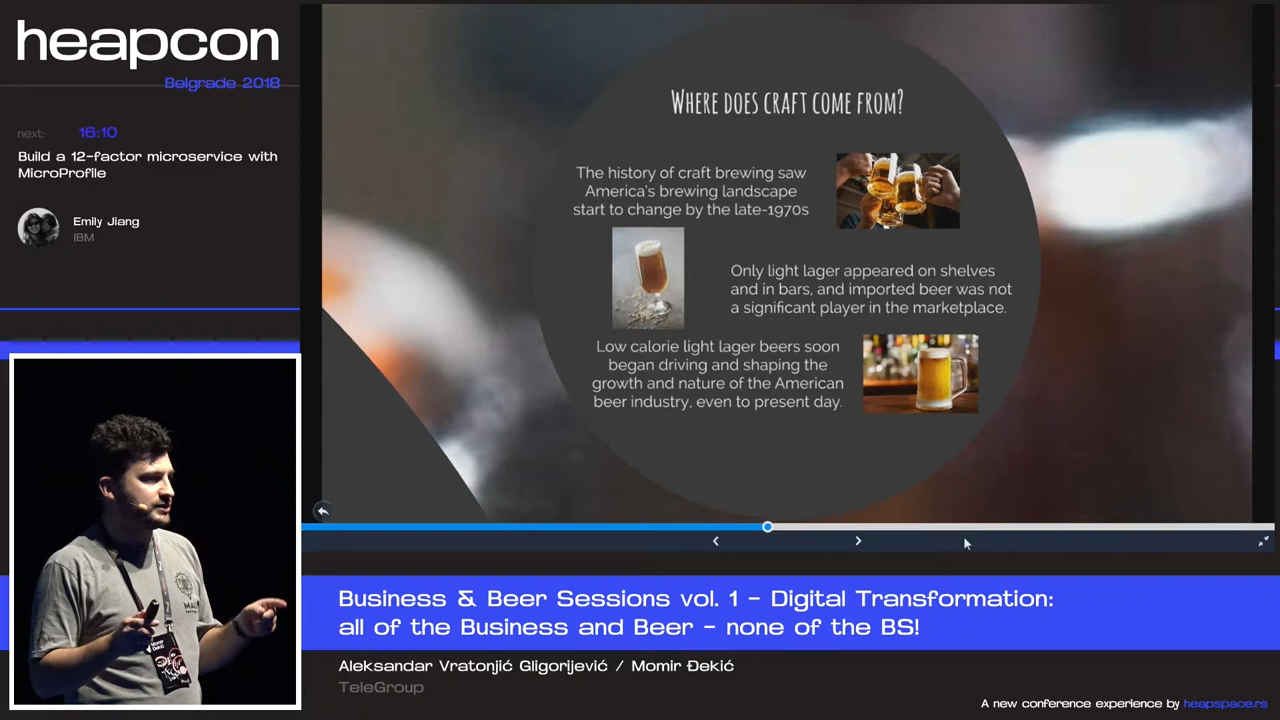 heapcon
Belgrade 2018
next: 16:10
Build a 12-factor microservice with
MicroProfile
Emily Jiang
IBM
WHERE DOES CRAFT COME FROM?
The history of craft brewing saw
America's brewing landscape
start to change by the late-1970s
Only light lager appeared on shelves
and in bars, and imported beer was not
a significant player in the marketplace.
Low calorie light lager beers soon
began driving and shaping the
growth and nature of the American
beer industry, even to present day.
Business & Beer Sessions vol. 1 - Digital Transformation:
all of the Business and Beer - none of the BS!
Aleksandar Vratonjić Gligorijević / Momir Đekić
TeleGroup
A new conference experience by heapspace.rs